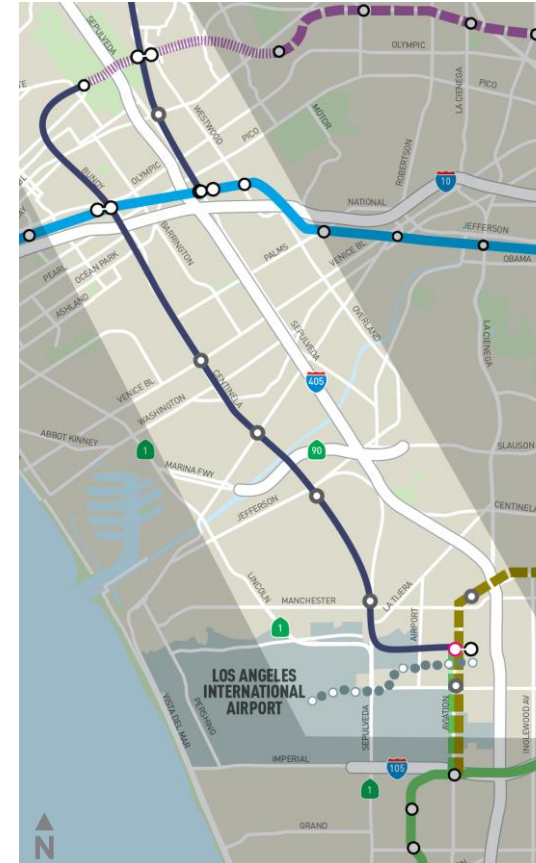 SEPULVEDA
OLYMPIC
PICO
LA CIENEGA
WESTWOOD
MOTOR
PICO
OLYMPIC
ROBERTSON
10
BUNDY
NATIONAL
JEFFERSON
OBAMA
BARRINGTON
PALMS
VENICE BL
PEARL
OCEAN PARK
ASHLAND
OVERLAND
SEPULVEDA
LA CIENEGA
405
VENICE BL
CENTINELA
WASHINGTON
ABBOT KINNEY
1
90
SLAUSON
MARINA FWY
JEFFERSON
CENTINELA
LINCOLN
MANCHESTER
LA TIJERA
AIRPORT
1
LOS ANGELES
INTERNATIONAL
AIRPORT
PERSHING
VISTA DEL MAR
SEPULVEDA
AVIATION
INGLEWOOD AV
IMPERIAL
105
1
GRAND
N